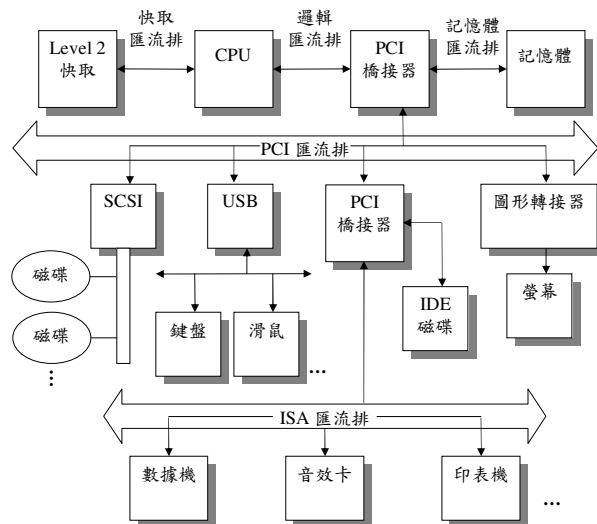 Level 2
快取
快取
匯流排
CPU
邏輯
匯流排
PCI
橋接器
記憶體
匯流排
記憶體
PCI 匯流排
SCSI
USB
PCI
橋接器
圖形轉接器
磁碟
磁碟
⋮
鍵盤
滑鼠
...
IDE
磁碟
螢幕
ISA 匯流排
數據機
音效卡
印表機
...